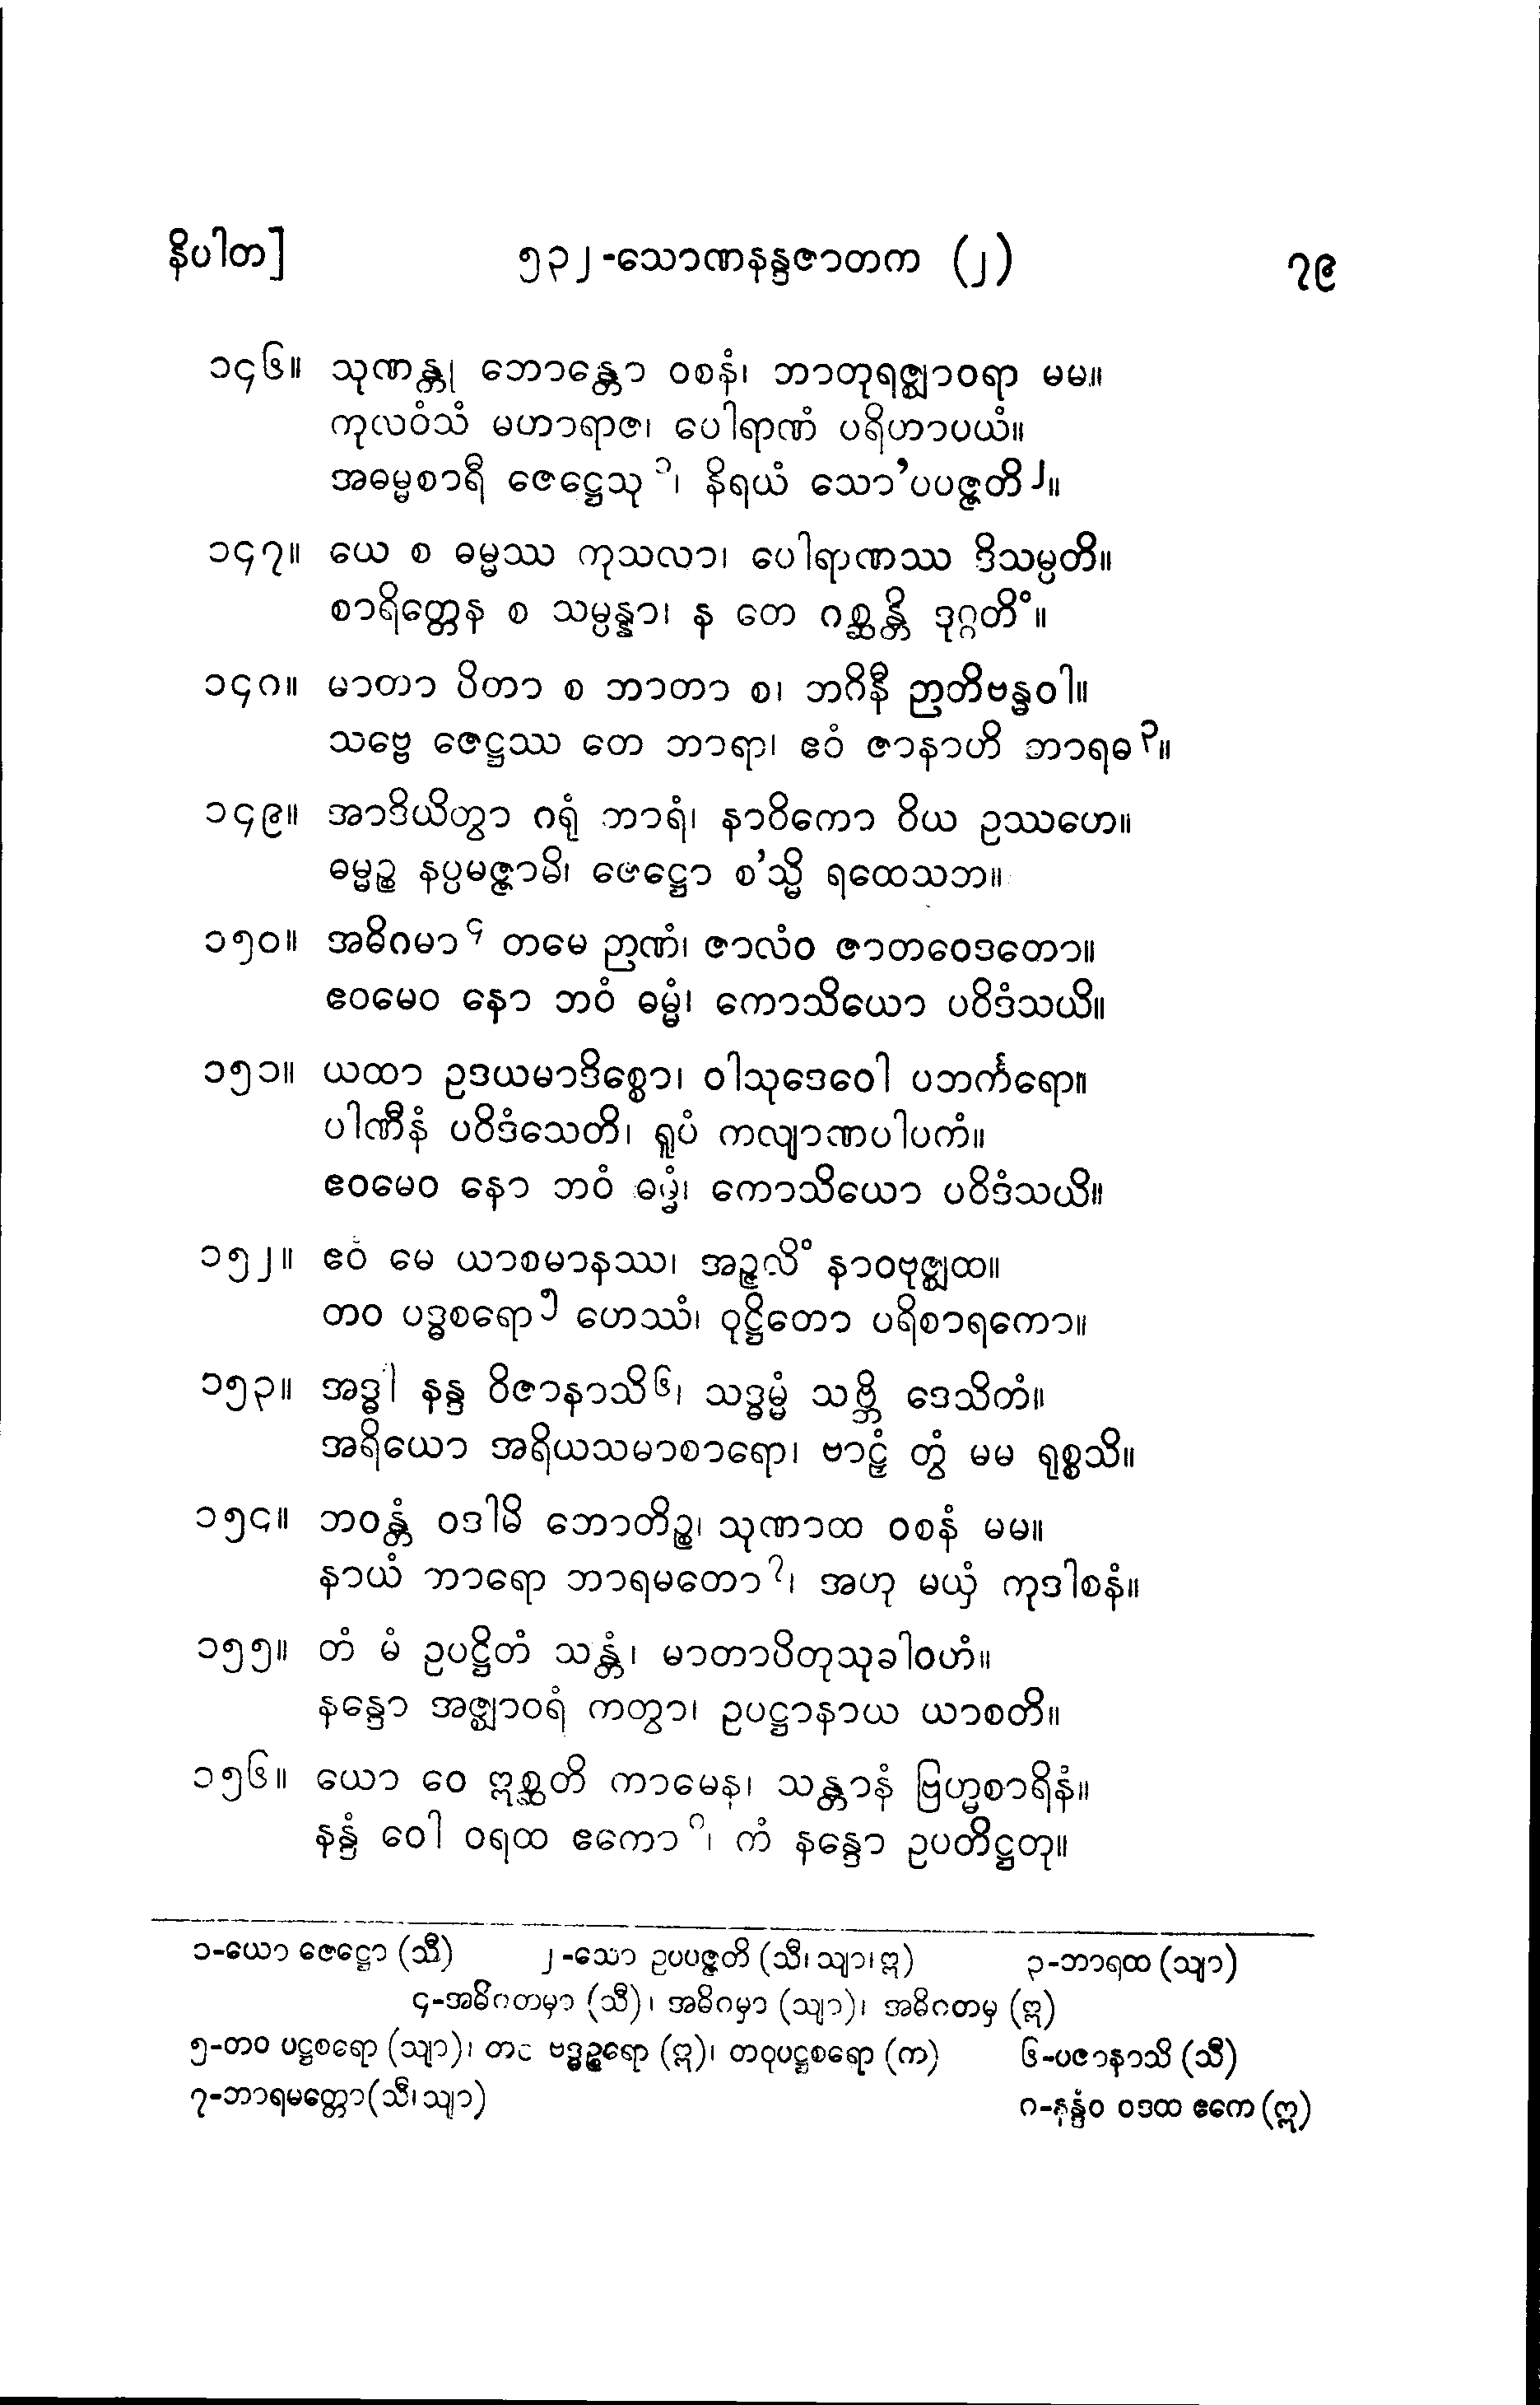 နိပါတ] ၅၃၂-သောဏနန္ဒဇာတက (၂) ၇၉
၁၄၆။ သုဏန္တု ဘောန္တော ဝစနံ၊ ဘာတုရဇ္ဈာဝရာ မမ။
ကုလဝံသံ မဟာရာဇ၊ ပေါရာဏံ ပရိဟာပယံ။
အဓမ္မစာရီ ဇေဋ္ဌေသု ၁၊ နိရယံ သော’ပပဇ္ဇတိ ၂။
၁၄၇။ ယေ စ ဓမ္မဿ ကုသလာ၊ ပေါရာဏဿ ဒိသမ္ပတိ။
စာရိတ္တေန စ သမ္ပန္နာ၊ န တေ ဂစ္ဆန္တိ ဒုဂ္ဂတိံ။
၁၄၈။ မာတာ ပိတာ စ ဘာတာ စ၊ ဘဂိနီ ဉာတိဗန္ဓဝါ။
သဗ္ဗေ ဇေဋ္ဌဿ တေ ဘာရာ၊ ဧဝံ ဇာနာဟိ ဘာရဓ ၃။
၁၄၉။ အာဒိယိတွာ ဂရုံ ဘာရံ၊ နာဝိကော ဝိယ ဥဿဟေ။
ဓမ္မဉ္စ နပ္ပမဇ္ဇာမိ၊ ဇေဋ္ဌော စ’သ္မိ ရထေသဘ။
၁၅၀။ အဓိဂမာ ၄ တမေ ဉာဏံ၊ ဇာလံဝ ဇာတဝေဒတော။
ဧဝမေဝ နော ဘဝံ ဓမ္မံ၊ ကောသိယော ပဝိဒံသယိ။
၁၅၁။ ယထာ ဥဒယမာဒိစ္စော၊ ဝါသုဒေဝေါ ပဘင်္ကရော။
ပါဏီနံ ပဝိဒံသေတိ၊ ရူပံ ကလျာဏပါပကံ။
ဧဝမေဝ နော ဘဝံ ဓမ္မံ၊ ကောသိယော ပဝိဒံသယိ။
၁၅၂။ ဧဝံ မေ ယာစမာနဿ၊ အဉ္ဇလိံ နာဝဗုဇ္ဈထ။
တဝ ပဒ္ဓစရော ၅ ဟေဿံ၊ ဝုဋ္ဌိတော ပရိစာရကော။
၁၅၃။ အဒ္ဓါ နန္ဒ ဝိဇာနာသိ ၆၊ သဒ္ဓမ္မံ သဗ္ဘိ ဒေသိတံ။
အရိယော အရိယသမာစာရော၊ ဗာဠှံ တွံ မမ ရုစ္စသိ။
၁၅၄။ ဘဝန္တံ ဝဒါမိ ဘောတိဉ္စ၊ သုဏာထ ဝစနံ မမ။
နာယံ ဘာရော ဘာရမတော ၇၊ အဟု မယှံ ကုဒါစနံ။
၁၅၅။ တံ မံ ဥပဋ္ဌိတံ သန္တံ၊ မာတာပိတုသုခါဝဟံ။
နန္ဒော အဇ္ဈာဝရံ ကတွာ၊ ဥပဋ္ဌာနာယ ယာစတိ။
၁၅၆။ ယော ဝေ ဣစ္ဆတိ ကာမေန၊ သန္တာနံ ဗြဟ္မစာရိနံ။
နန္ဒံ ဝေါ ဝရထ ဧကော ၈၊ ကံ နန္ဒော ဥပတိဋ္ဌတု။
၁-ယော ဇေဋ္ဌော (သီ) ၂-သော ဥပပဇ္ဇတိ (သီ၊ သျာ၊ ဣ) ၃-ဘာရထ (သျာ)
၄-အဓိဂတမှာ (သီ)၊ အဓိဂမှာ (သျာ)၊ အဓိဂတမှ (ဣ)
၅-တဝ ပဋ္ဌစရော (သျာ)၊ တဝ ဗဒ္ဓဉ္စရော (ဣ)၊ တဝုပဋ္ဌစရော (က) ၆-ပဇာနာသိ (သီ)
၇-ဘာရမတ္တော (သီ၊ သျာ) ၈-နန္ဒံဝ ဝဒထ ဧကေ (ဣ)